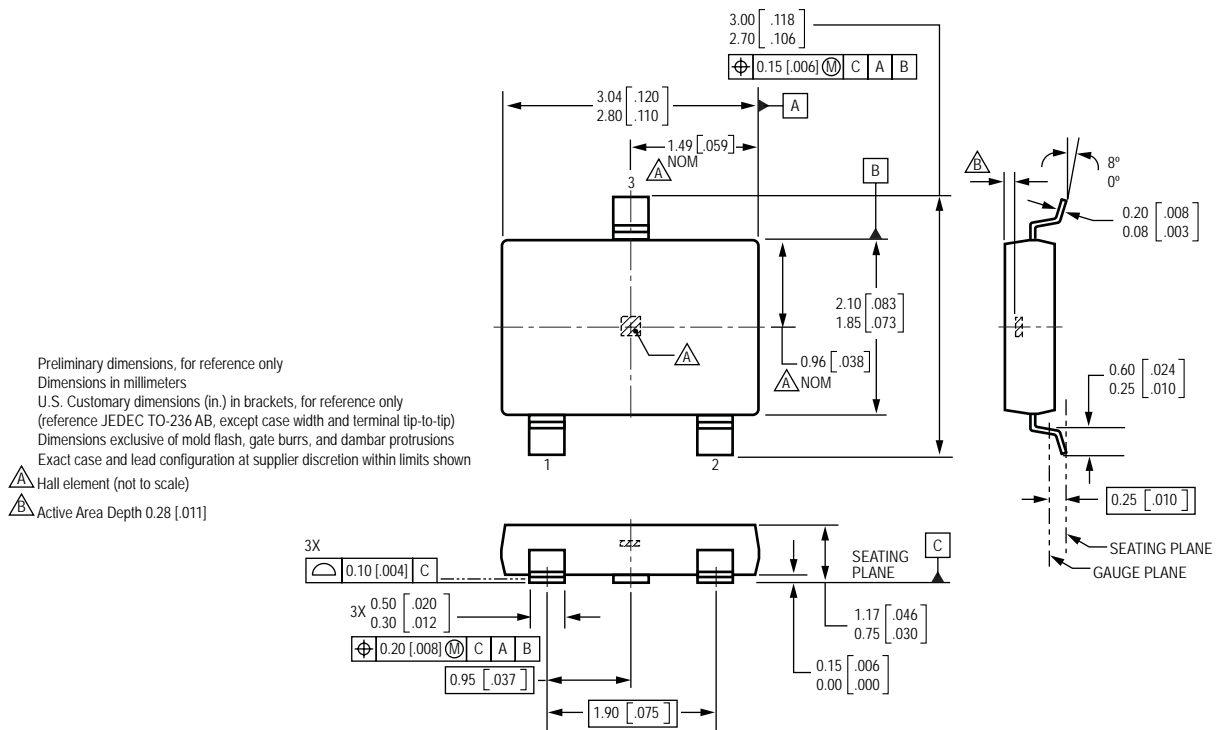 3.00 [ .118 ]
2.70 [ .106 ]
⌖ 0.15 [.006] Ⓜ C A B
3.04 [ .120 ]
2.80 [ .110 ]
A
1.49 [.059]
NOM
A
3
B
B
8º
0º
0.20 [ .008 ]
0.08 [ .003 ]
2.10 [ .083 ]
1.85 [ .073 ]
A
0.96 [.038]
A NOM
0.60 [ .024 ]
0.25 [ .010 ]
1
2
0.25 [ .010 ]
SEATING PLANE
GAUGE PLANE
Preliminary dimensions, for reference only
Dimensions in millimeters
U.S. Customary dimensions (in.) in brackets, for reference only
(reference JEDEC TO-236 AB, except case width and terminal tip-to-tip)
Dimensions exclusive of mold flash, gate burrs, and dambar protrusions
Exact case and lead configuration at supplier discretion within limits shown
A Hall element (not to scale)
B Active Area Depth 0.28 [.011]
3X
⌓ 0.10 [.004] C
SEATING
PLANE
C
3X 0.50 [ .020 ]
0.30 [ .012 ]
⌖ 0.20 [.008] Ⓜ C A B
1.17 [ .046 ]
0.75 [ .030 ]
0.15 [ .006 ]
0.00 [ .000 ]
0.95 [ .037 ]
1.90 [ .075 ]